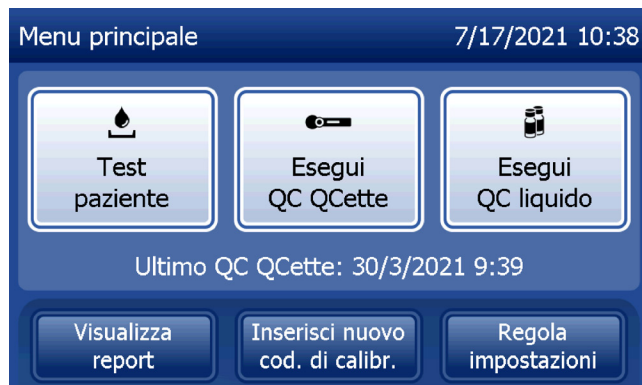 Menu principale 7/17/2021 10:38
Test
paziente
Esegui
QC QCette
Esegui
QC liquido
Ultimo QC QCette: 30/3/2021 9:39
Visualizza
report
Inserisci nuovo
cod. di calibr.
Regola
impostazioni